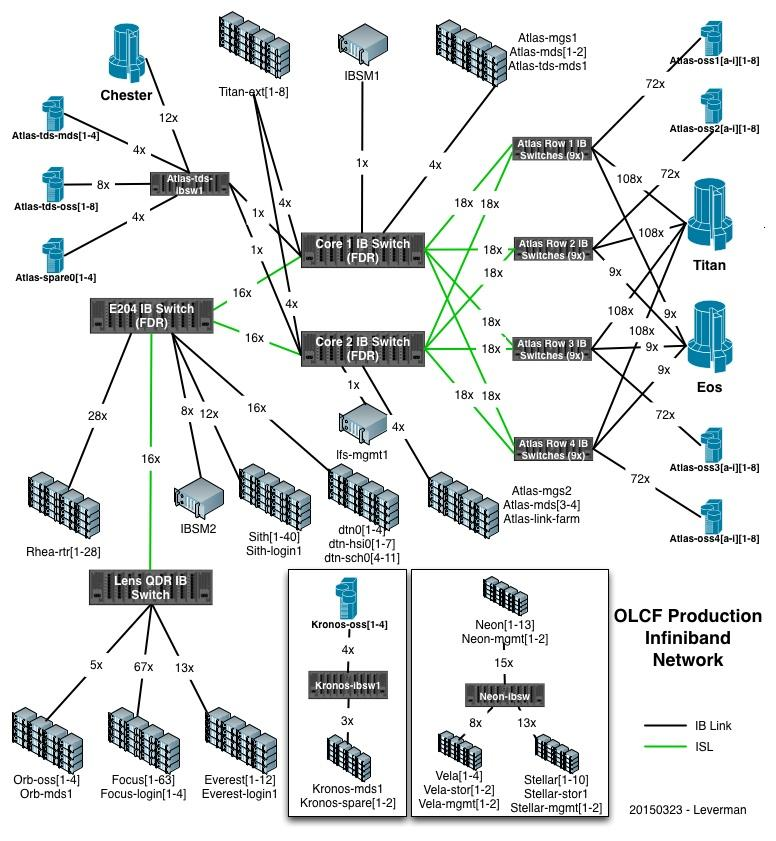 Chester
Titan-ext[1-8]
IBSM1
Atlas-mgs1
Atlas-mds[1-2]
Atlas-tds-mds1
Atlas-oss1[a-i][1-8]
72x
12x
Atlas-tds-mds[1-4]
4x
Atlas-oss2[a-i][1-8]
Atlas Row 1 IB
Switches (9x)
1x
4x
72x
108x
Atlas-tds-
ibsw1
8x
Atlas-tds-oss[1-8]
4x
1x
4x
18x
18x
108x
Titan
Core 1 IB Switch
(FDR)
18x
Atlas Row 2 IB
Switches (9x)
1x
Atlas-spare0[1-4]
18x
9x
16x
4x
E204 IB Switch
(FDR)
18x
108x
9x
16x
Core 2 IB Switch
(FDR)
18x
Atlas Row 3 IB
Switches (9x)
108x
9x
9x
Eos
1x
18x
18x
28x
8x
12x
16x
lfs-mgmt1
4x
72x
Atlas Row 4 IB
Switches (9x)
16x
Atlas-oss3[a-i][1-8]
72x
IBSM2
Atlas-mgs2
Atlas-mds[3-4]
Atlas-link-farm
Rhea-rtr[1-28]
Sith[1-40]
Sith-login1
dtn0[1-4]
dtn-hsi0[1-7]
dtn-sch0[4-11]
Atlas-oss4[a-i][1-8]
Lens QDR IB
Switch
Kronos-oss[1-4]
4x
Kronos-ibsw1
3x
Kronos-mds1
Kronos-spare[1-2]
Neon[1-13]
Neon-mgmt[1-2]
15x
Neon-ibsw
8x
13x
Vela[1-4]
Vela-stor[1-2]
Vela-mgmt[1-2]
Stellar[1-10]
Stellar-stor1
Stellar-mgmt[1-2]
5x
67x
13x
Orb-oss[1-4]
Orb-mds1
Focus[1-63]
Focus-login[1-4]
Everest[1-12]
Everest-login1
OLCF Production
Infiniband
Network
IB Link
ISL
20150323 - Leverman